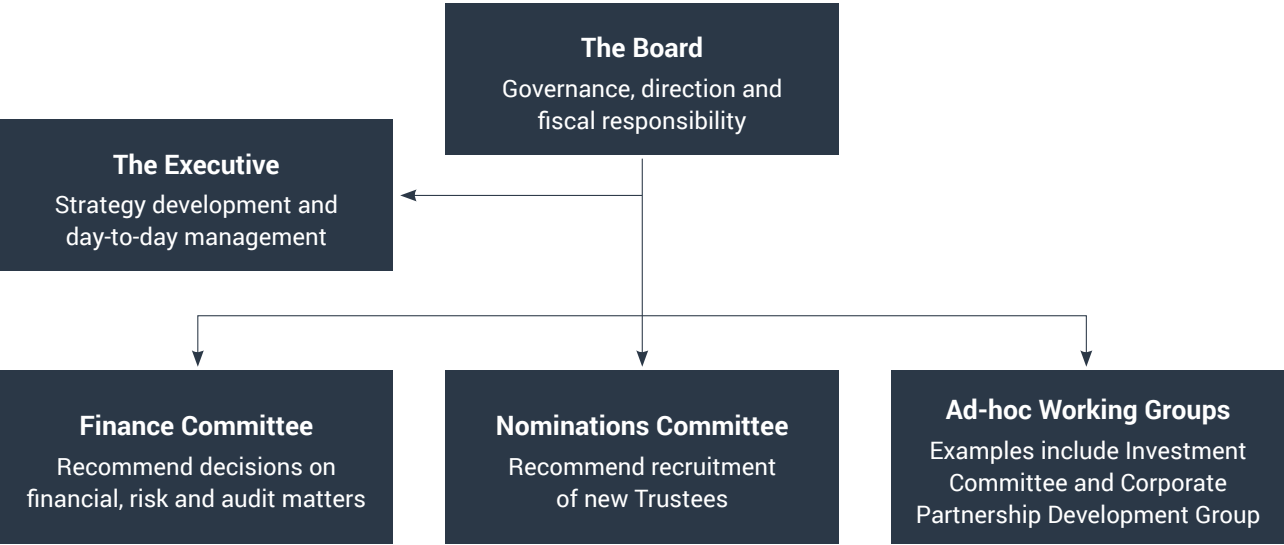 The Board
Governance, direction and
fiscal responsibility
The Executive
Strategy development and
day-to-day management
Finance Committee
Recommend decisions on
financial, risk and audit matters
Nominations Committee
Recommend recruitment
of new Trustees
Ad-hoc Working Groups
Examples include Investment
Committee and Corporate
Partnership Development Group